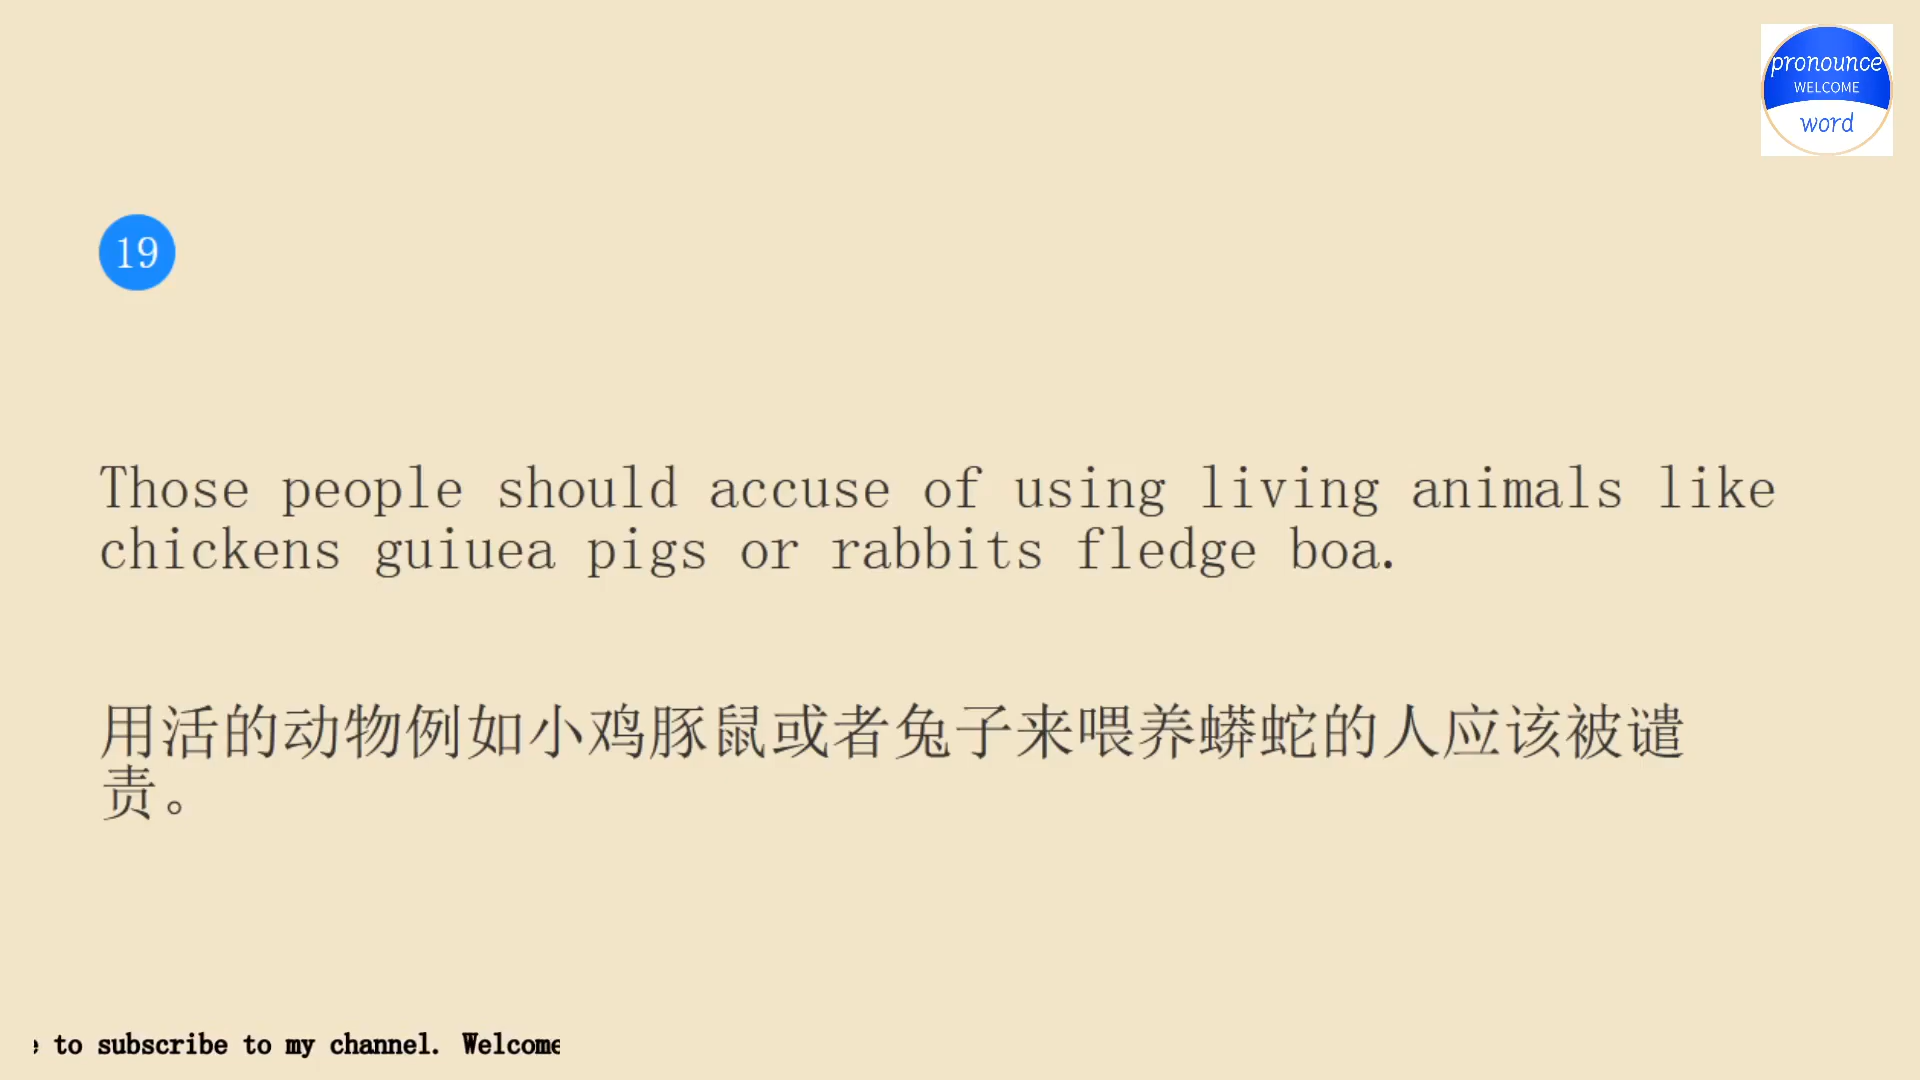 pronounce
WELCOME
word
19
Those people should accuse of using living animals like
chickens guiuea pigs or rabbits fledge boa.
用活的动物例如小鸡豚鼠或者兔子来喂养蟒蛇的人应该被谴
责。
to subscribe to my channel. Welcome